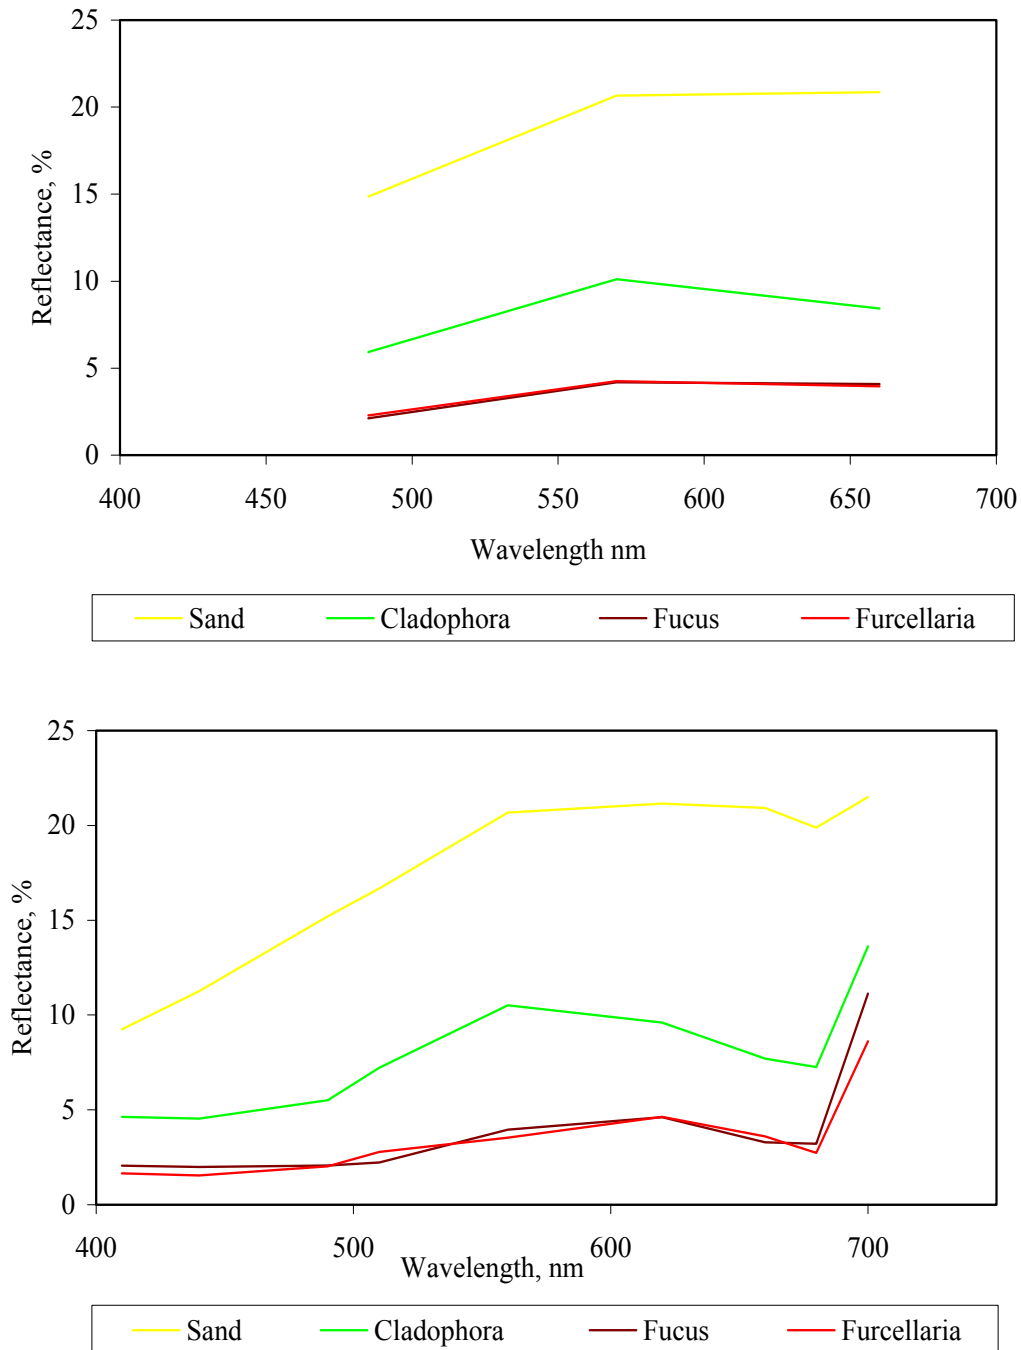 25
20
15
10
5
0
Reflectance, %
400 450 500 550 600 650 700
Wavelength nm
Sand Cladophora Fucus Furcellaria
25
20
15
10
5
0
Reflectance, %
400 500 600 700
Wavelength, nm
Sand Cladophora Fucus Furcellaria